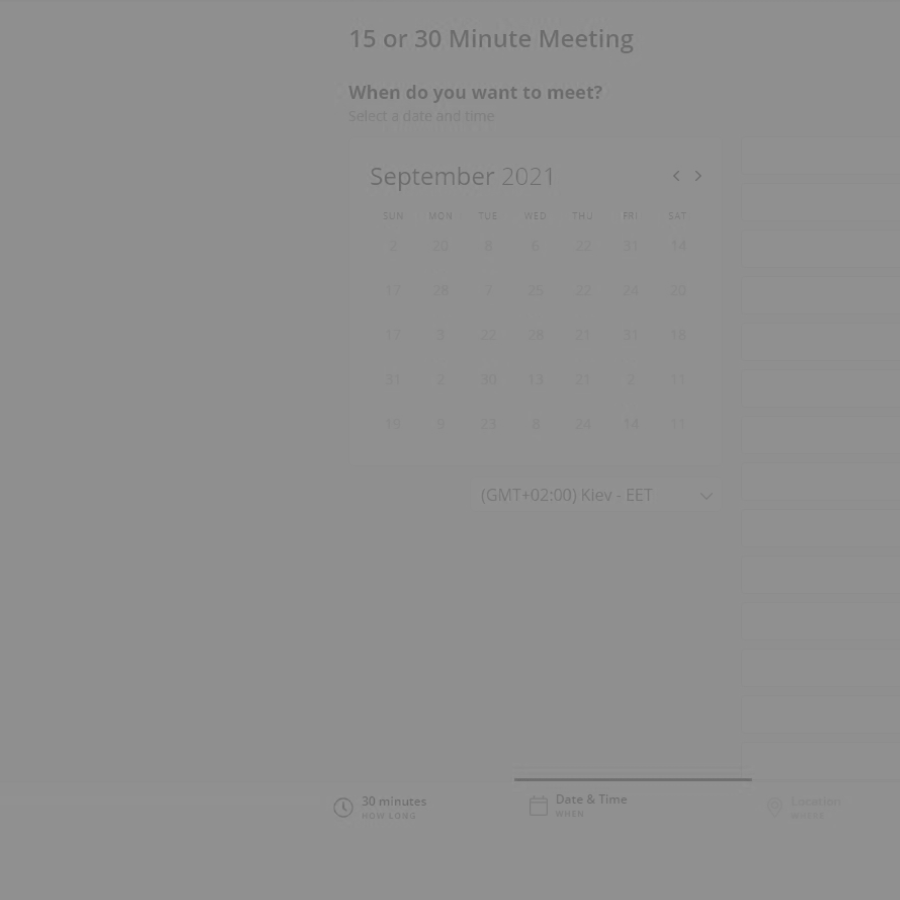 15 or 30 Minute Meeting
When do you want to meet?
Select a date and time
September 2021
SUN MON TUE WED THU FRI SAT
2 20 8 6 22 31 14
17 28 7 25 22 24 20
17 3 22 28 21 31 16
31 2 30 13 21 7 11
19 9 23 8 24 14 11
(GMT+02:00) Kiev - EET
30 minutes
HOW LONG
Date & Time
WHEN
Location
WHERE